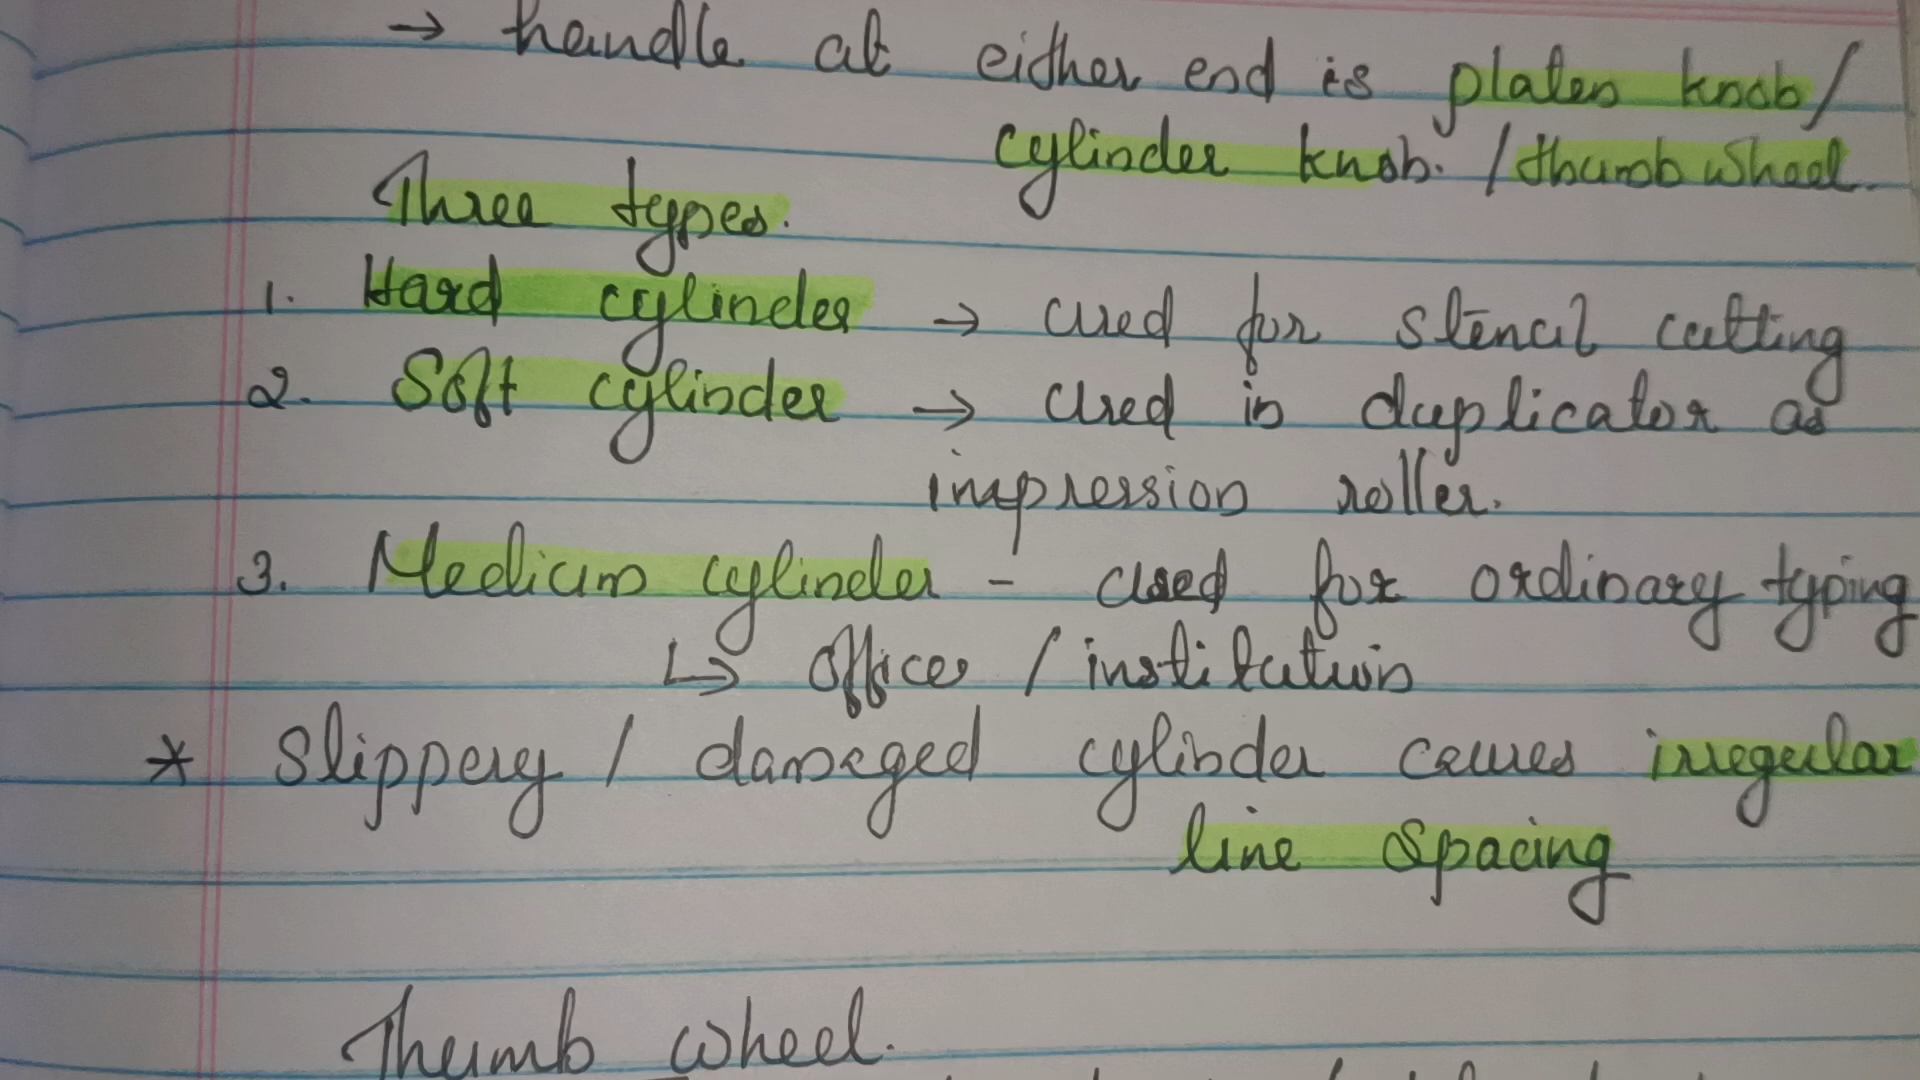 → handle at either end is platen knob/
cylinder knob. / thumb wheel.
Three types.
1. Hard cylinder → used for stencil cutting
2. Soft cylinder → used in duplicator as
impression roller.
3. Medium cylinder - used for ordinary typing
↳ offices / institution
* Slippery / damaged cylinder causes irregular
line spacing
Thumb wheel.